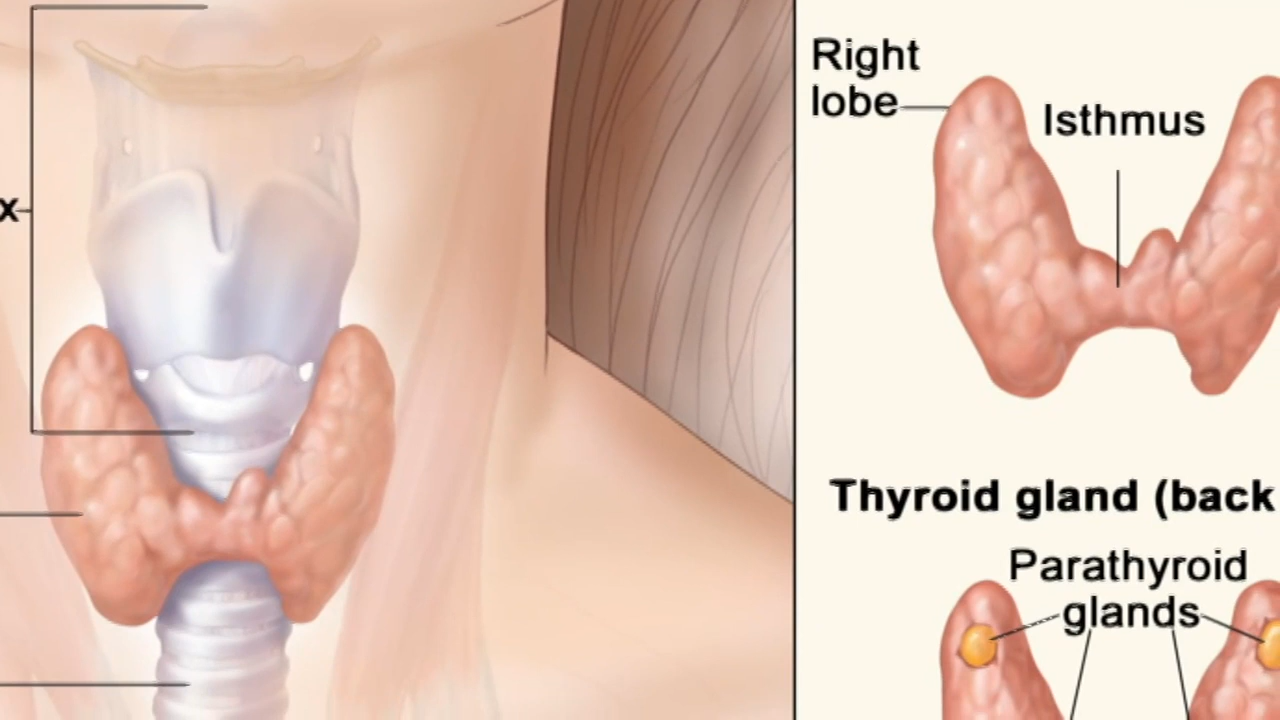 x
Right
lobe
Isthmus
Thyroid gland (back
Parathyroid
glands